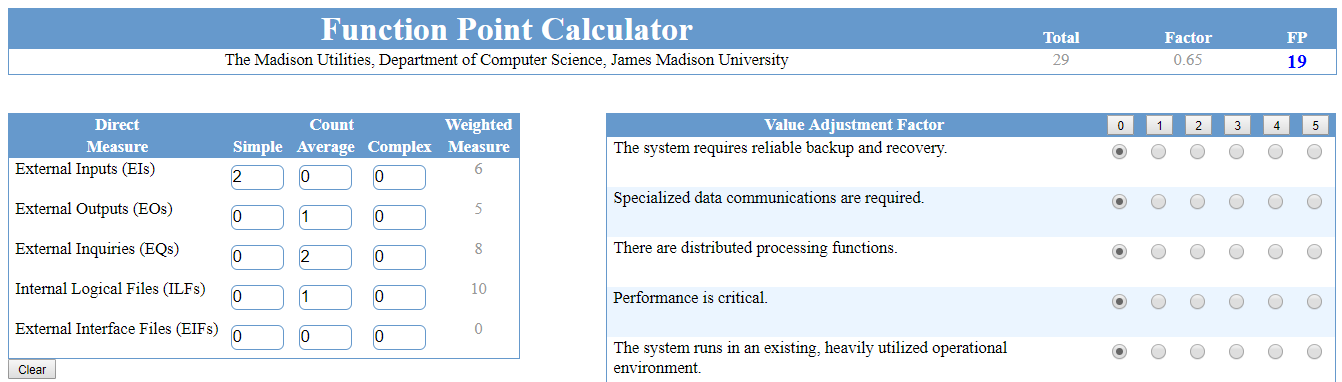 Function Point Calculator
Total Factor FP
The Madison Utilities, Department of Computer Science, James Madison University 29 0.65 19
Direct Count Weighted
Measure Simple Average Complex Measure
External Inputs (EIs) 2 0 0 6
External Outputs (EOs) 0 1 0 5
External Inquiries (EQs) 0 2 0 8
Internal Logical Files (ILFs) 0 1 0 10
External Interface Files (EIFs) 0 0 0 0
Clear
Value Adjustment Factor 0 1 2 3 4 5
The system requires reliable backup and recovery.
Specialized data communications are required.
There are distributed processing functions.
Performance is critical.
The system runs in an existing, heavily utilized operational
environment.